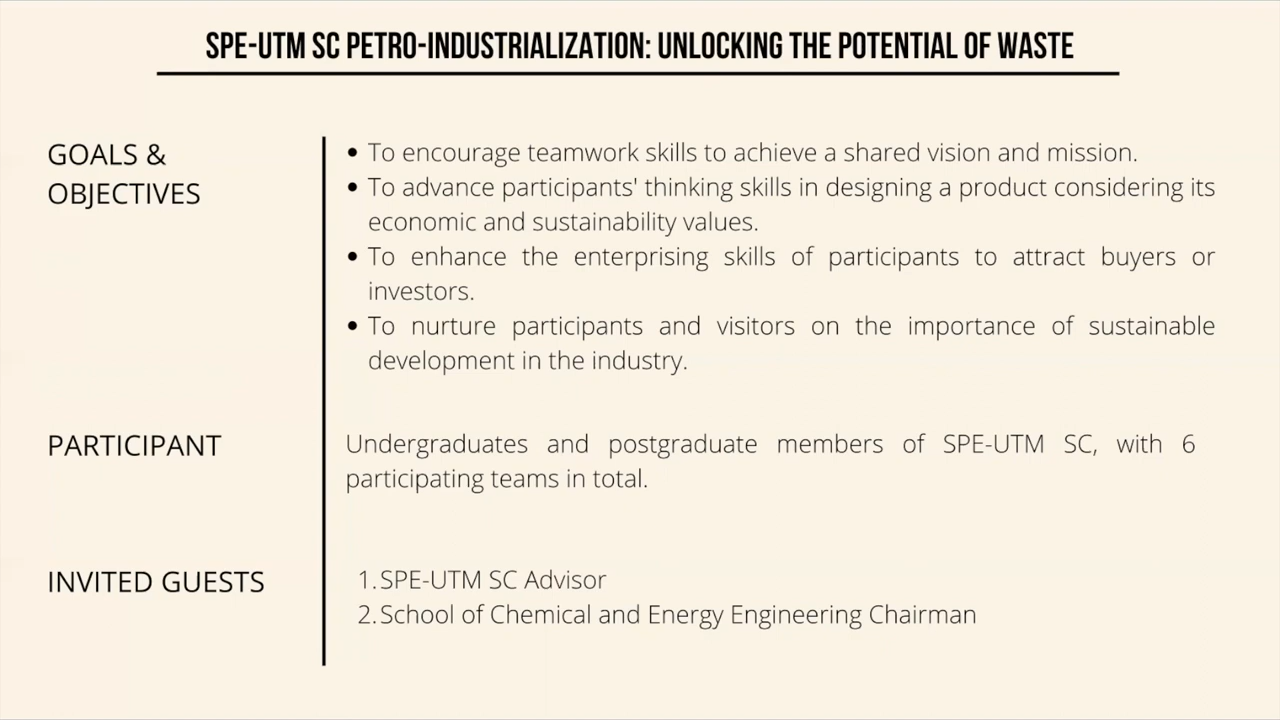 SPE-UTM SC PETRO-INDUSTRIALIZATION: UNLOCKING THE POTENTIAL OF WASTE
GOALS &
OBJECTIVES
• To encourage teamwork skills to achieve a shared vision and mission.
• To advance participants' thinking skills in designing a product considering its
economic and sustainability values.
• To enhance the enterprising skills of participants to attract buyers or
investors.
• To nurture participants and visitors on the importance of sustainable
development in the industry.
PARTICIPANT
Undergraduates and postgraduate members of SPE-UTM SC, with 6
participating teams in total.
INVITED GUESTS
1. SPE-UTM SC Advisor
2. School of Chemical and Energy Engineering Chairman